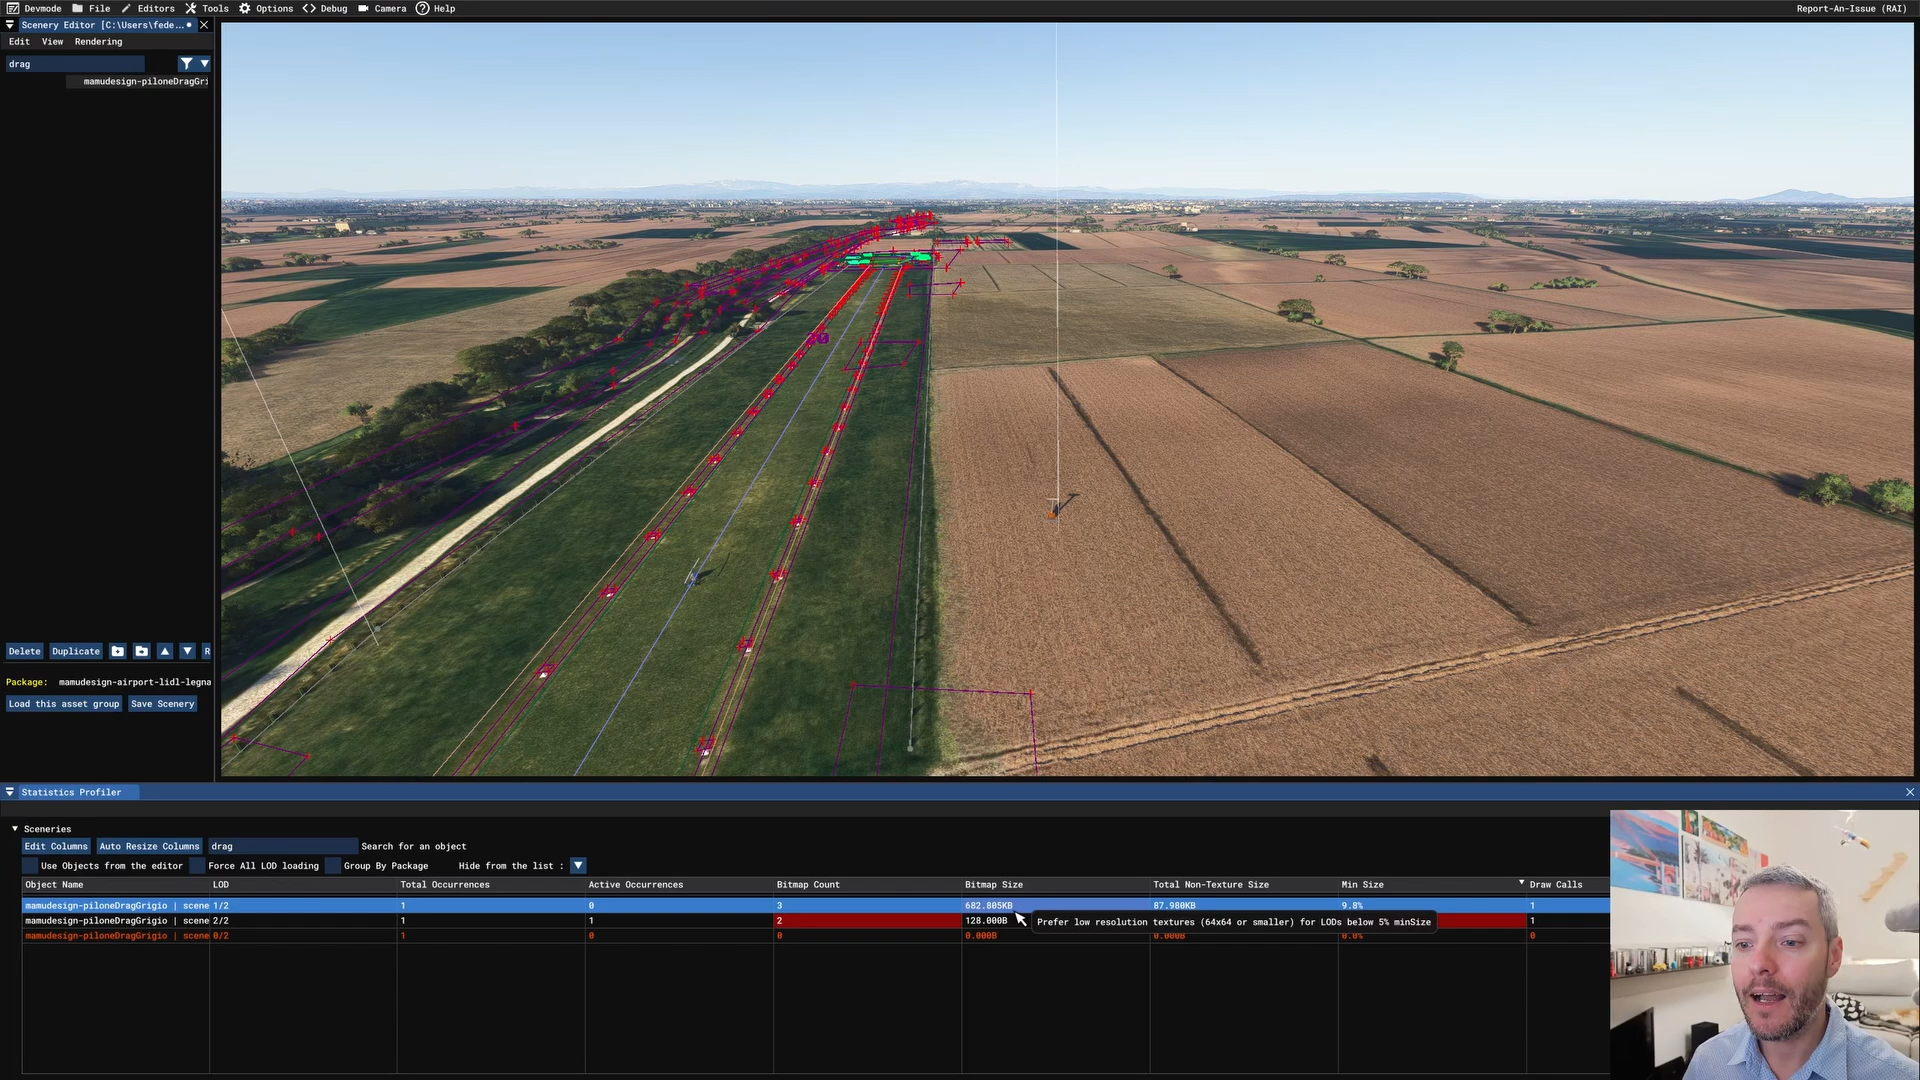 Devmode File Editors Tools Options Debug Camera Help Report-An-Issue (RAI)
Scenery Editor [C:\Users\fede...
Edit View Rendering
drag
mamudesign-piloneDragGri
Delete Duplicate R
Package: mamudesign-airport-lidl-legna
Load this asset group Save Scenery
Statistics Profiler
Sceneries
Edit Columns Auto Resize Columns drag Search for an object
Use Objects from the editor Force All LOD loading Group By Package Hide from the list :
Object Name LOD Total Occurrences Active Occurrences Bitmap Count Bitmap Size Total Non-Texture Size Min Size Draw Calls
mamudesign-piloneDragGrigio | scene 1/2 1 0 3 682.805KB 87.980KB 9.8% 1
mamudesign-piloneDragGrigio | scene 2/2 1 1 2 128.000B 1
Prefer low resolution textures (64x64 or smaller) for LODs below 5% minSize
mamudesign-piloneDragGrigio | scene 0/2 1 0 0 0.000B 0.000B 0.0% 0